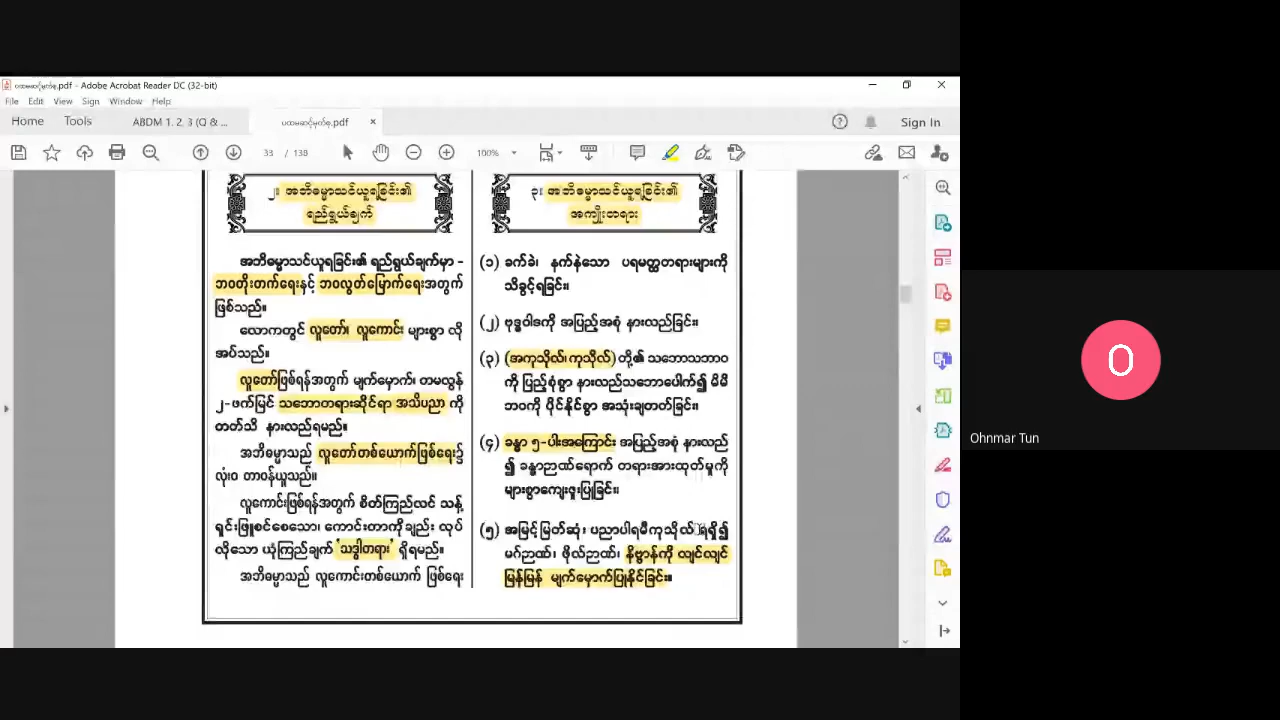 ပထမဆင့်မှတ်စု.pdf - Adobe Acrobat Reader DC (32-bit)
File Edit View Sign Window Help
Home Tools ABDM 1. 2, 3 (Q & ... ပထမဆင့်မှတ်စု.pdf × Sign In
33 / 138 100%
၂။ အဘိဓမ္မာသင်ယူရခြင်း၏
ရည်ရွယ်ချက်
အဘိဓမ္မာသင်ယူရခြင်း၏ ရည်ရွယ်ချက်မှာ -
ဘဝတိုးတက်ရေးနှင့် ဘဝလွတ်မြောက်ရေးအတွက်
ဖြစ်သည်။
လောကတွင် လူတော်၊ လူကောင်း များစွာ လို
အပ်သည်။
လူတော်ဖြစ်ရန်အတွက် မျက်မှောက်၊ တမလွန်
၂-ဖက်မြင် သဘောတရားဆိုင်ရာ အသိပညာ ကို
တတ်သိ နားလည်ရမည်။
အဘိဓမ္မာသည် လူတော်တစ်ယောက်ဖြစ်ရေး၌
လုံးဝ တာဝန်ယူသည်။
လူကောင်းဖြစ်ရန်အတွက် စိတ်ကြည်လင် သန့်
ရှင်းဖြူစင်စေသော၊ ကောင်းတာကိုချည်း လုပ်
လိုသော ယုံကြည်ချက် 'သဒ္ဓါတရား' ရှိရမည်။
အဘိဓမ္မာသည် လူကောင်းတစ်ယောက် ဖြစ်ရေး
၃။ အဘိဓမ္မာသင်ယူရခြင်း၏
အကျိုးတရား
(၁) ခက်ခဲ၊ နက်နဲသော ပရမတ္ထတရားများကို
သိခွင့်ရခြင်း။
(၂) ဗုဒ္ဓဝါဒကို အပြည့်အစုံ နားလည်ခြင်း။
(၃) (အကုသိုလ်၊ ကုသိုလ်) တို့၏ သဘောသဘာဝ
ကို ပြည့်စုံစွာ နားလည်သဘောပေါက်၍ မိမိ
ဘဝကို ပိုင်နိုင်စွာ အသုံးချတတ်ခြင်း။
(၄) ခန္ဓာ ၅-ပါးအကြောင်း အပြည့်အစုံ နားလည်
၍ ခန္ဓာဉာဏ်ရောက် တရားအားထုတ်မှုကို
များစွာကျေးဇူးပြုခြင်း။
(၅) အမြင့်မြတ်ဆုံး ပညာပါရမီကုသိုလ်ရရှိ၍
မဂ်ဉာဏ်၊ ဖိုလ်ဉာဏ်၊ နိဗ္ဗာန်ကို လျင်လျင်
မြန်မြန် မျက်မှောက်ပြုနိုင်ခြင်း။
O
Ohnmar Tun